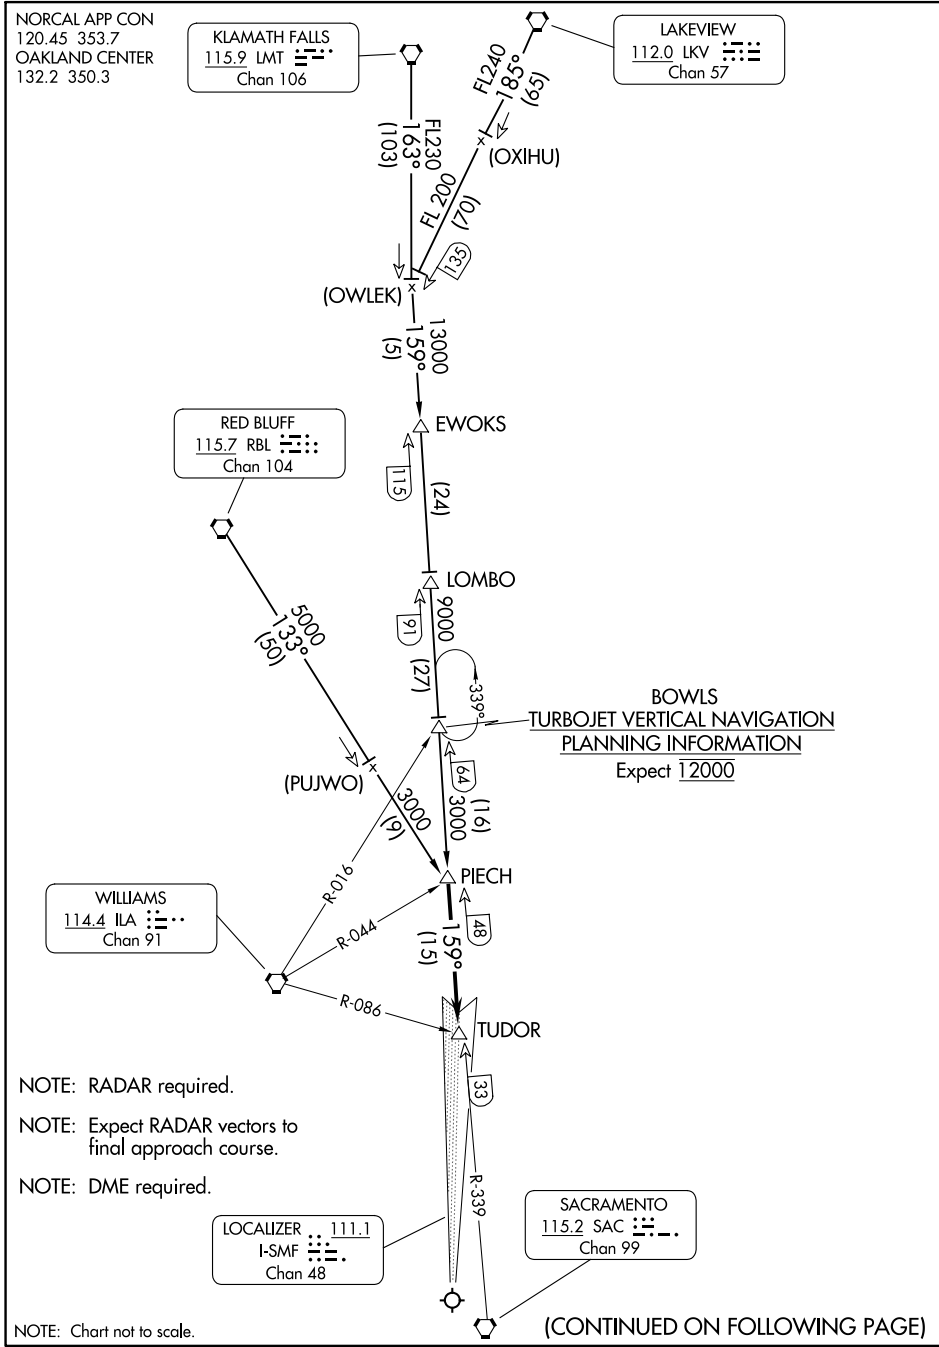 NORCAL APP CON
120.45 353.7
OAKLAND CENTER
132.2 350.3
KLAMATH FALLS
115.9 LMT
Chan 106
LAKEVIEW
112.0 LKV
Chan 57
FL240
185°
(65)
(OXIHU)
FL230
163°
(103)
FL 200
(70)
135
(OWLEK)
13000
159°
(5)
EWOKS
115
(24)
RED BLUFF
115.7 RBL
Chan 104
LOMBO
91
9000
(27)
5000
133°
(50)
339°
BOWLS
TURBOJET VERTICAL NAVIGATION
PLANNING INFORMATION
Expect 12000
(PUJWO)
64
3000
(9)
3000
(16)
PIECH
R-016
R-044
48
WILLIAMS
114.4 ILA
Chan 91
159°
(15)
R-086
TUDOR
33
NOTE: RADAR required.
NOTE: Expect RADAR vectors to
final approach course.
NOTE: DME required.
R-339
LOCALIZER 111.1
I-SMF
Chan 48
SACRAMENTO
115.2 SAC
Chan 99
NOTE: Chart not to scale.
(CONTINUED ON FOLLOWING PAGE)